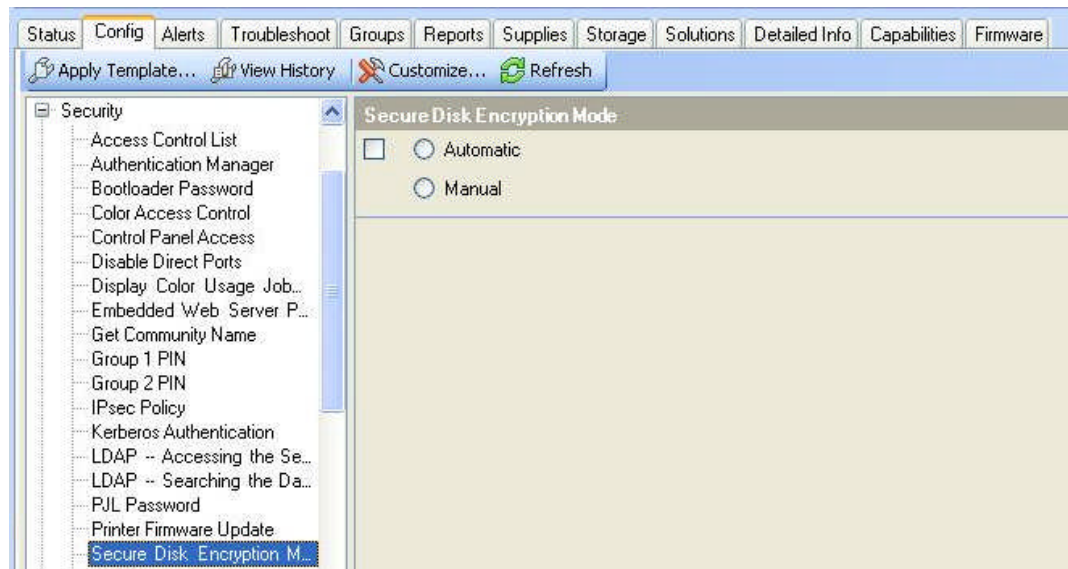 Status Config Alerts Troubleshoot Groups Reports Supplies Storage Solutions Detailed Info Capabilities Firmware
Apply Template... View History Customize... Refresh
Security
Access Control List
Authentication Manager
Bootloader Password
Color Access Control
Control Panel Access
Disable Direct Ports
Display Color Usage Job...
Embedded Web Server P...
Get Community Name
Group 1 PIN
Group 2 PIN
IPsec Policy
Kerberos Authentication
LDAP -- Accessing the Se...
LDAP -- Searching the Da...
PJL Password
Printer Firmware Update
Secure Disk Encryption M...
Secure Disk Encryption Mode
Automatic
Manual